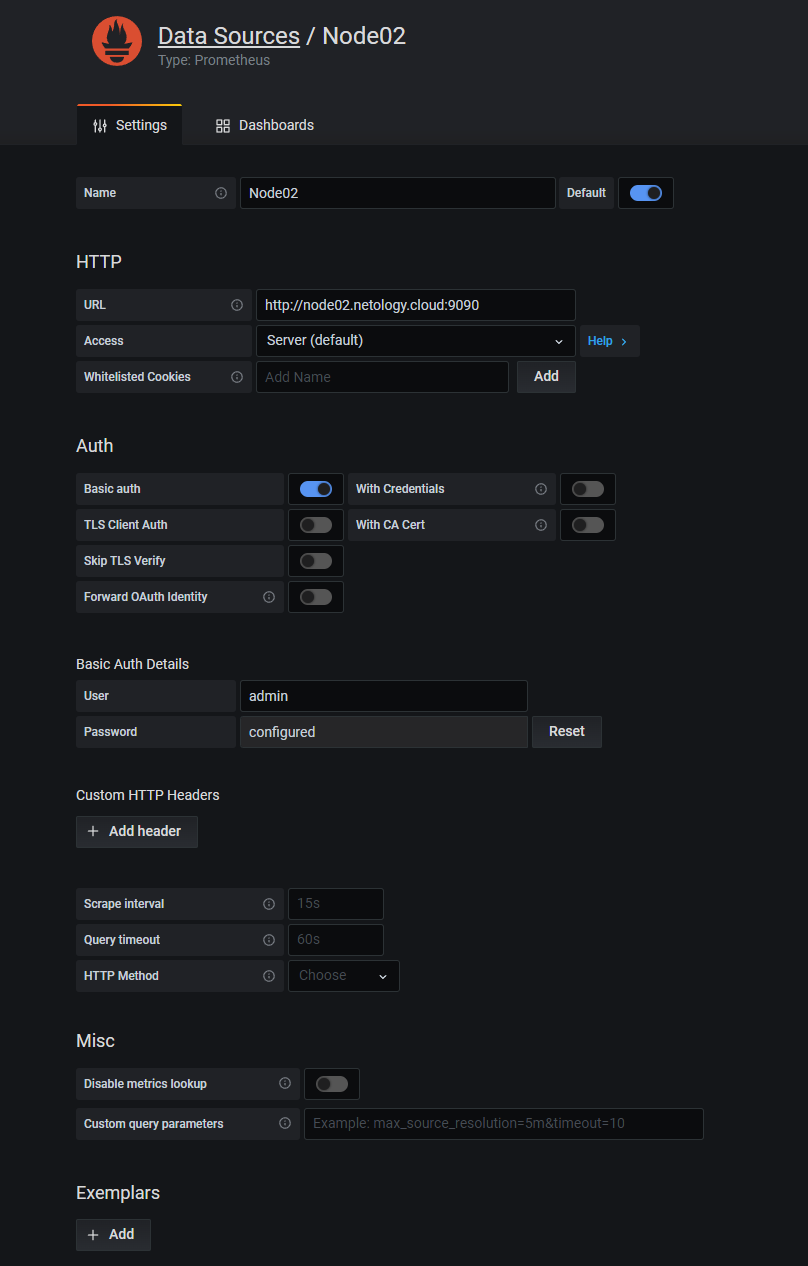 Data Sources / Node02
Type: Prometheus
Settings Dashboards
Name Node02 Default
HTTP
URL http://node02.netology.cloud:9090
Access Server (default) Help
Whitelisted Cookies Add Name Add
Auth
Basic auth With Credentials
TLS Client Auth With CA Cert
Skip TLS Verify
Forward OAuth Identity
Basic Auth Details
User admin
Password configured Reset
Custom HTTP Headers
+ Add header
Scrape interval 15s
Query timeout 60s
HTTP Method Choose
Misc
Disable metrics lookup
Custom query parameters Example: max_source_resolution=5m&timeout=10
Exemplars
+ Add